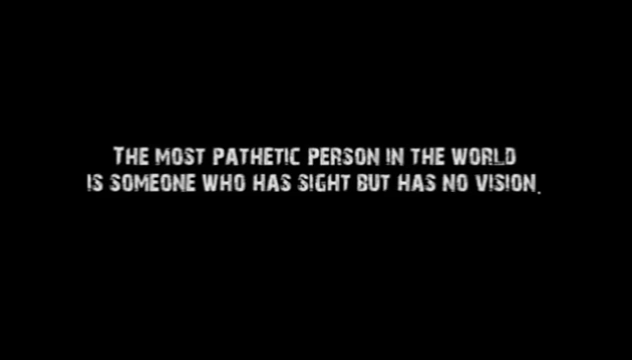 The most pathetic person in the world
is someone who has sight but has no vision.